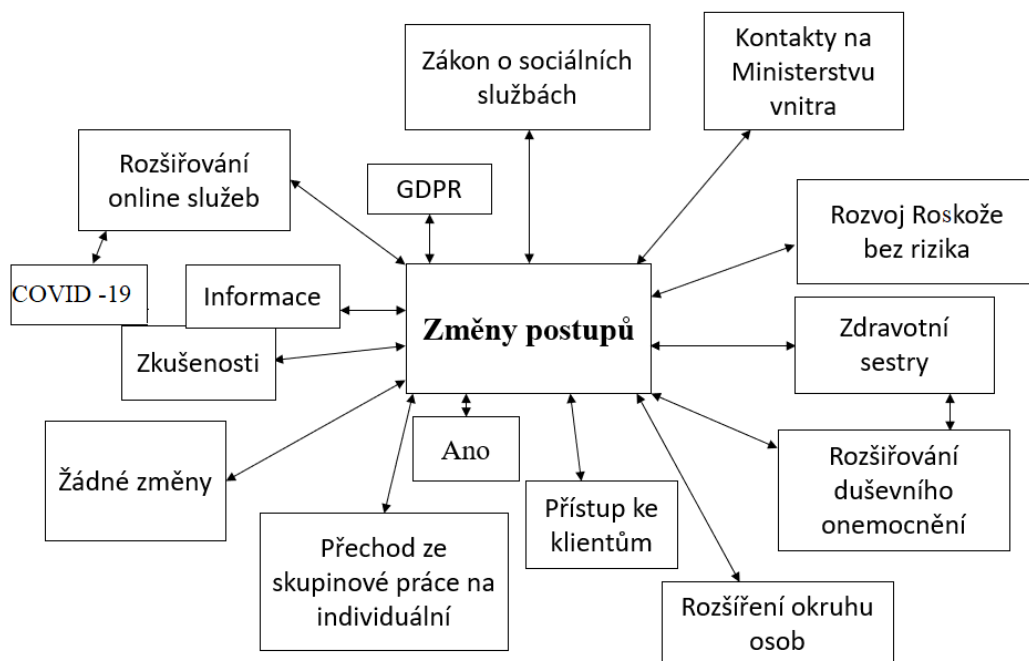 Zákon o sociálních
službách
Kontakty na
Ministerstvu
vnitra
Rozšiřování
online služeb
GDPR
Rozvoj Roskože
bez rizika
COVID -19
Informace
Změny postupů
Zdravotní
sestry
Zkušenosti
Žádné změny
Ano
Rozšiřování
duševního
onemocnění
Přístup ke
klientům
Přechod ze
skupinové práce na
individuální
Rozšíření okruhu
osob